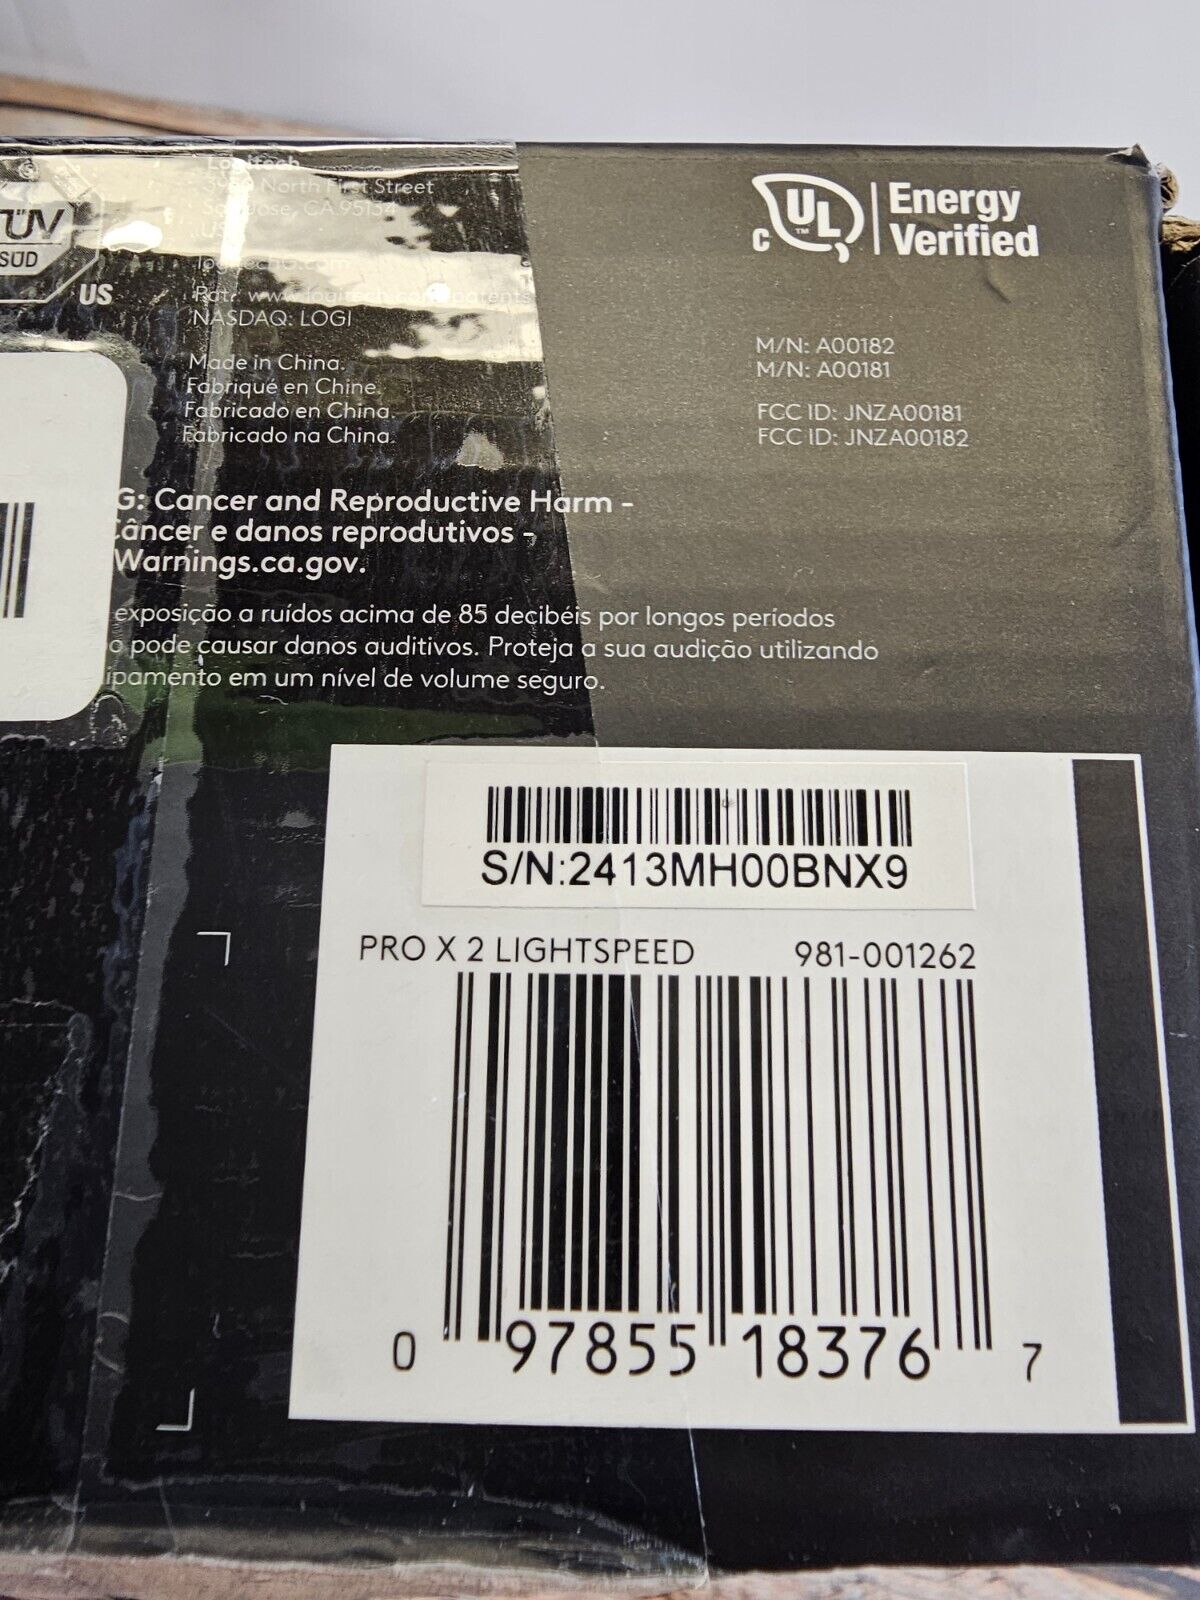 TÜV
SÜD
US
Logitech
North First Street
CA 95134
NASDAQ: LOGI
Made in China.
Fabriqué en Chine.
Fabricado en China.
Fabricado na China.
C UL ™ Energy
Verified
M/N: A00182
M/N: A00181
FCC ID: JNZA00181
FCC ID: JNZA00182
G: Cancer and Reproductive Harm -
Câncer e danos reprodutivos -
Warnings.ca.gov.
exposição a ruídos acima de 85 decibéis por longos períodos
pode causar danos auditivos. Proteja a sua audição utilizando
ipamento em um nível de volume seguro.
S/N:2413MH00BNX9
PRO X 2 LIGHTSPEED 981-001262
0 97855 18376 7